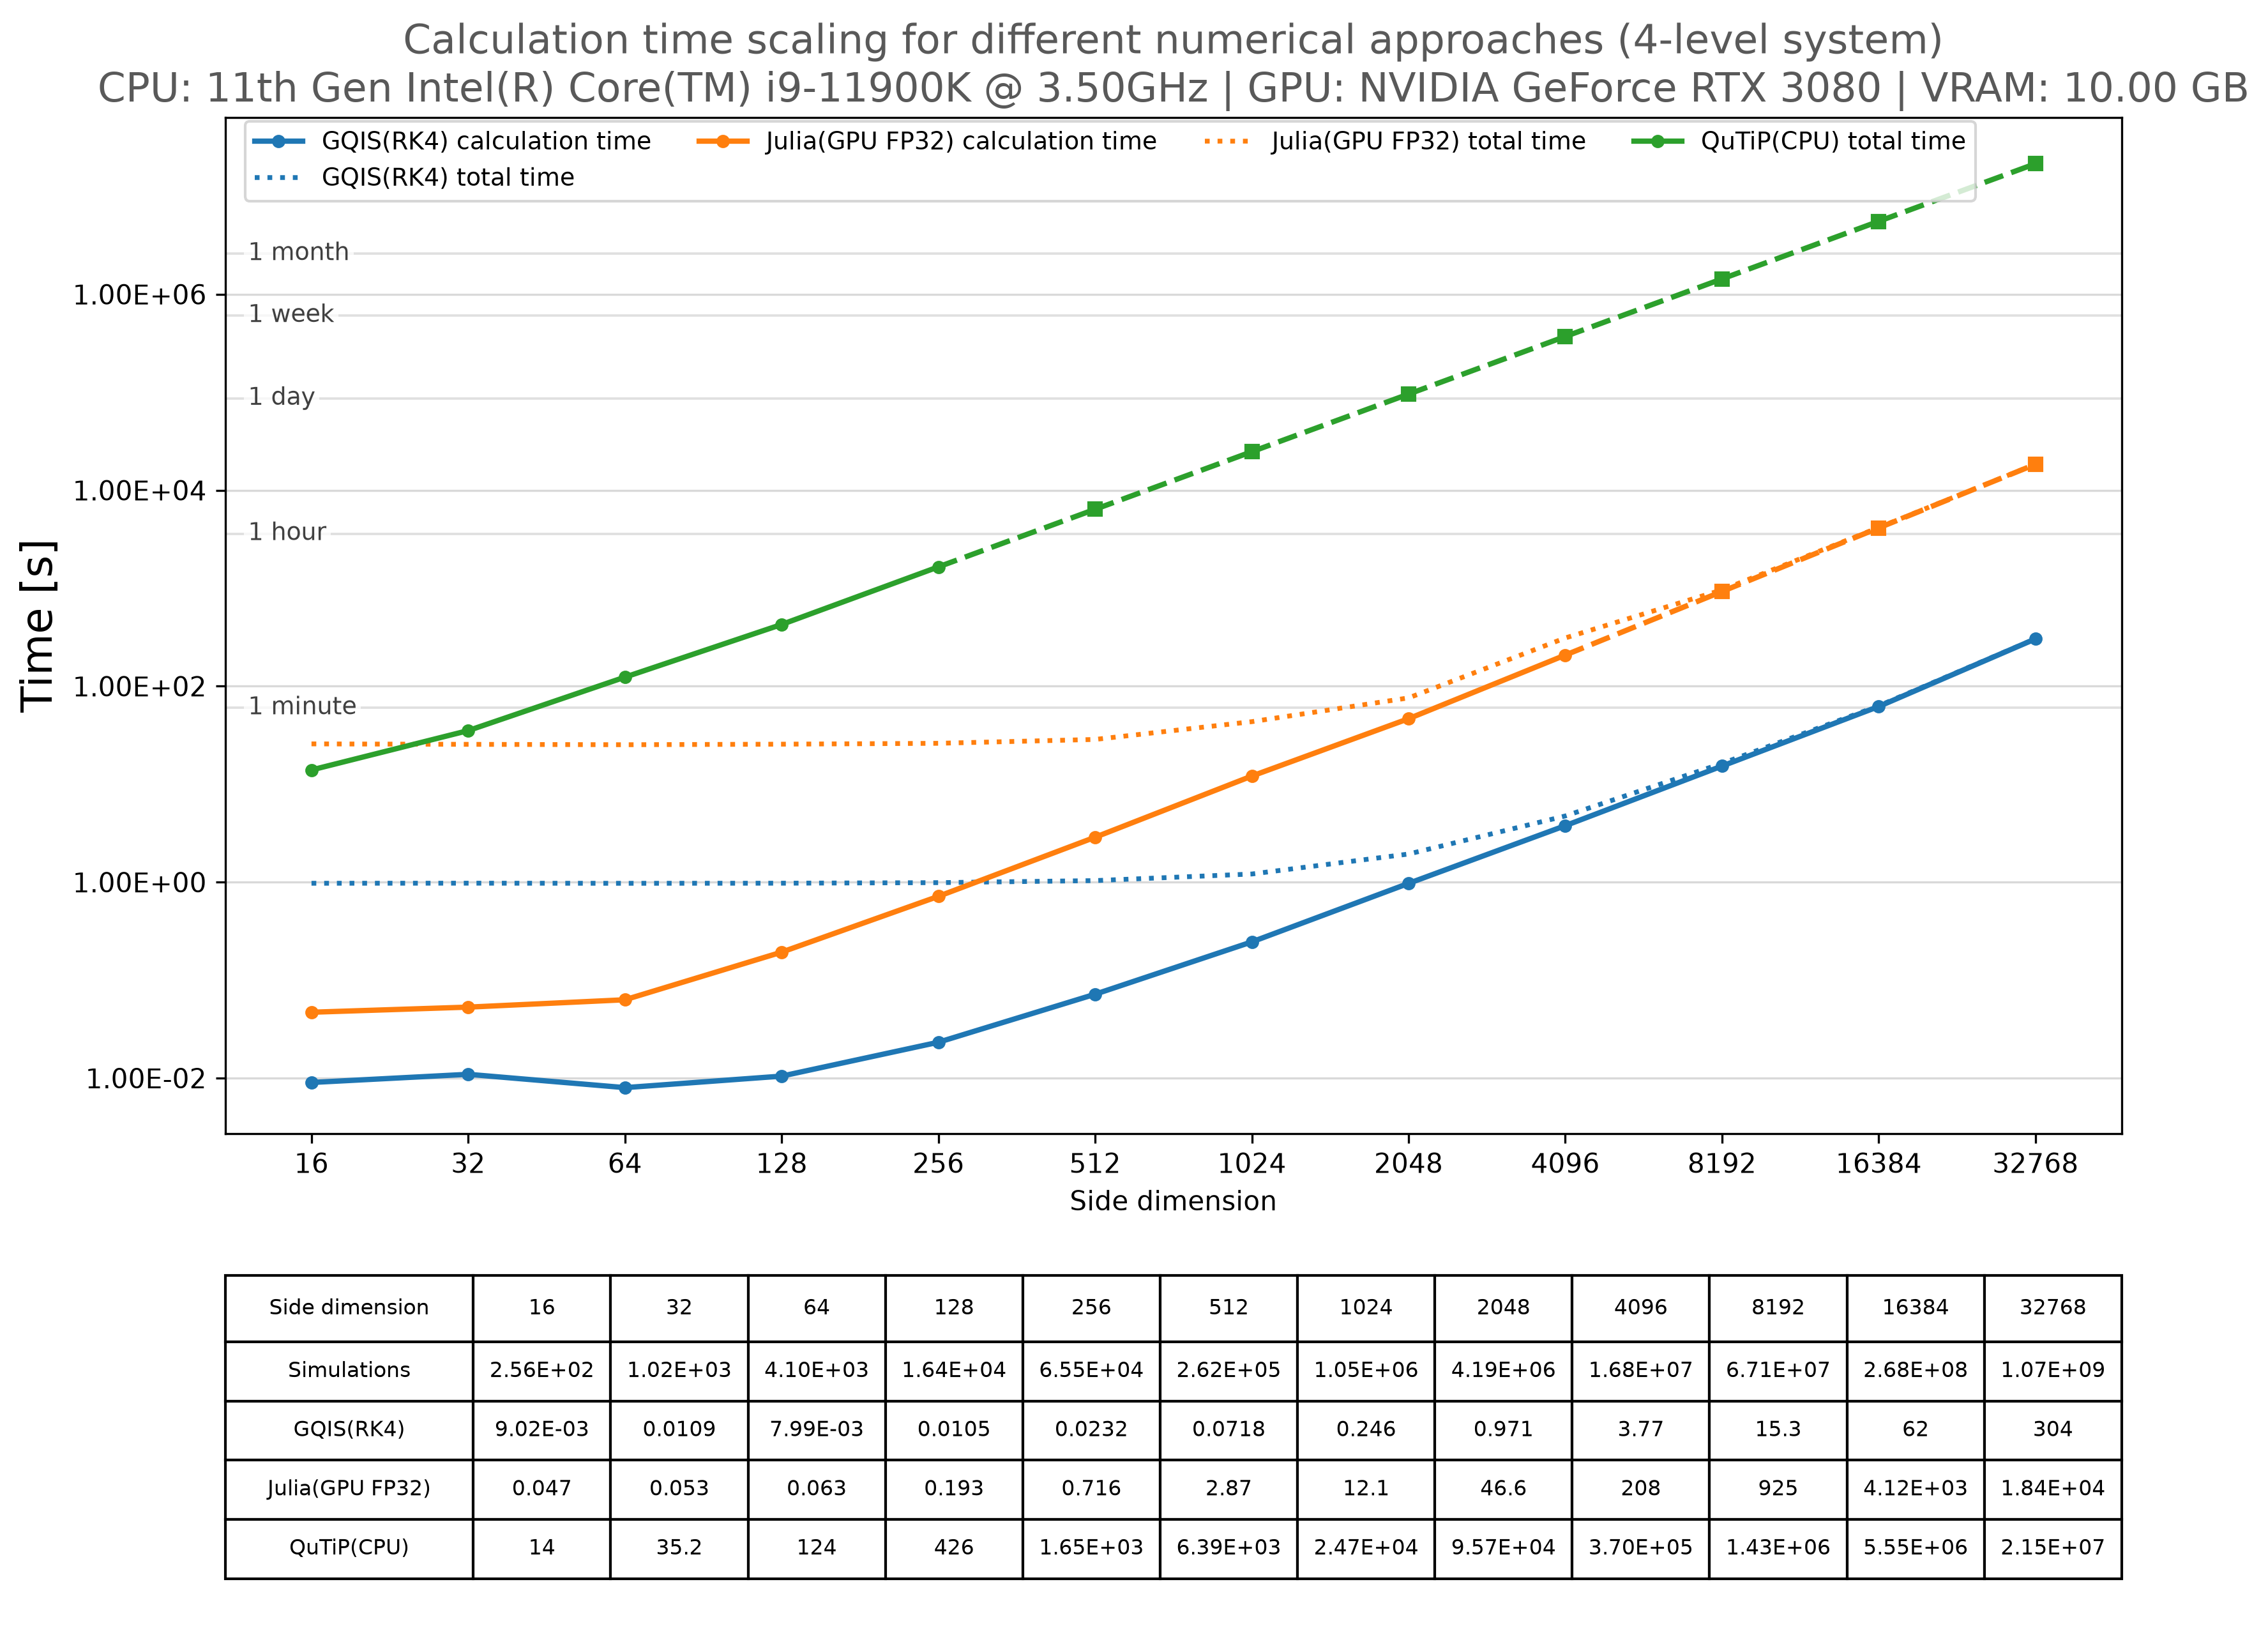 Calculation time scaling for different numerical approaches (4-level system)
CPU: 11th Gen Intel(R) Core(TM) i9-11900K @ 3.50GHz | GPU: NVIDIA GeForce RTX 3080 | VRAM: 10.00 GB
GQIS(RK4) calculation time Julia(GPU FP32) calculation time Julia(GPU FP32) total time QuTiP(CPU) total time
GQIS(RK4) total time
1 month
1.00E+06
1 week
1 day
1.00E+04
1 hour
Time [s]
1.00E+02
1 minute
1.00E+00
1.00E-02
16 32 64 128 256 512 1024 2048 4096 8192 16384 32768
Side dimension
Side dimension 16 32 64 128 256 512 1024 2048 4096 8192 16384 32768
Simulations 2.56E+02 1.02E+03 4.10E+03 1.64E+04 6.55E+04 2.62E+05 1.05E+06 4.19E+06 1.68E+07 6.71E+07 2.68E+08 1.07E+09
GQIS(RK4) 9.02E-03 0.0109 7.99E-03 0.0105 0.0232 0.0718 0.246 0.971 3.77 15.3 62 304
Julia(GPU FP32) 0.047 0.053 0.063 0.193 0.716 2.87 12.1 46.6 208 925 4.12E+03 1.84E+04
QuTiP(CPU) 14 35.2 124 426 1.65E+03 6.39E+03 2.47E+04 9.57E+04 3.70E+05 1.43E+06 5.55E+06 2.15E+07